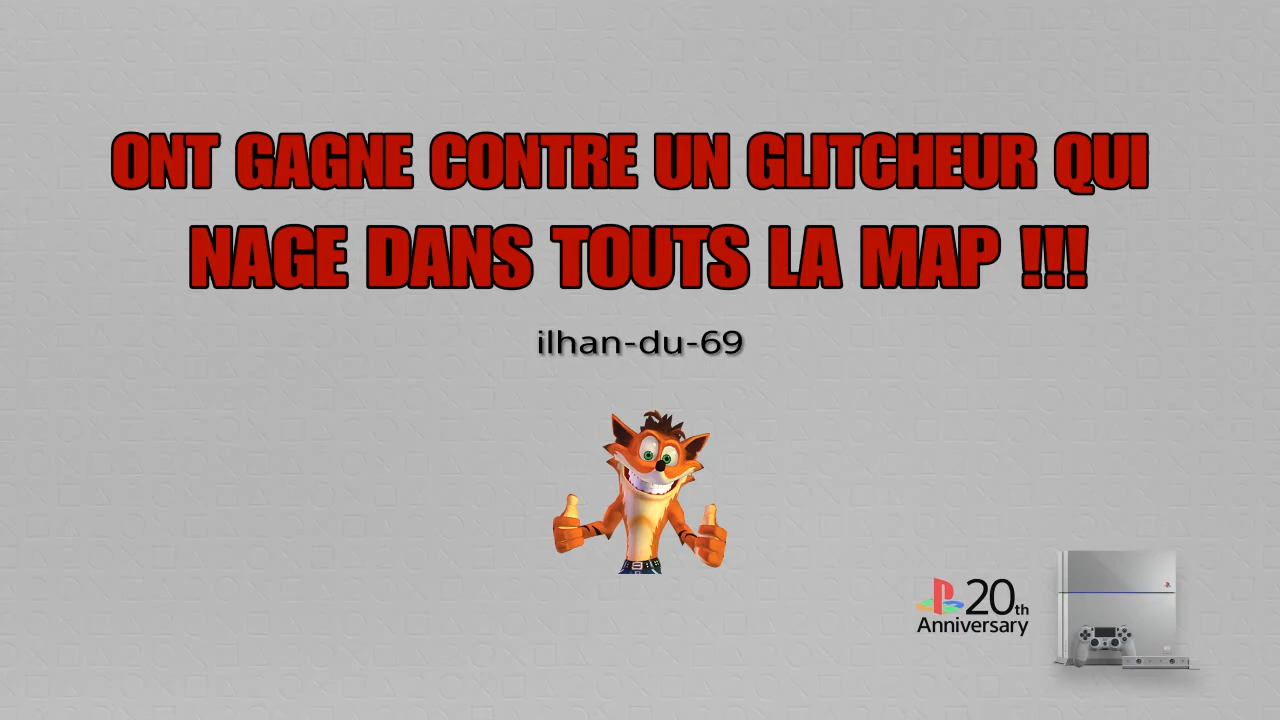 ONT GAGNE CONTRE UN GLITCHEUR QUI
NAGE DANS TOUTS LA MAP !!!
ilhan-du-69
20th
Anniversary